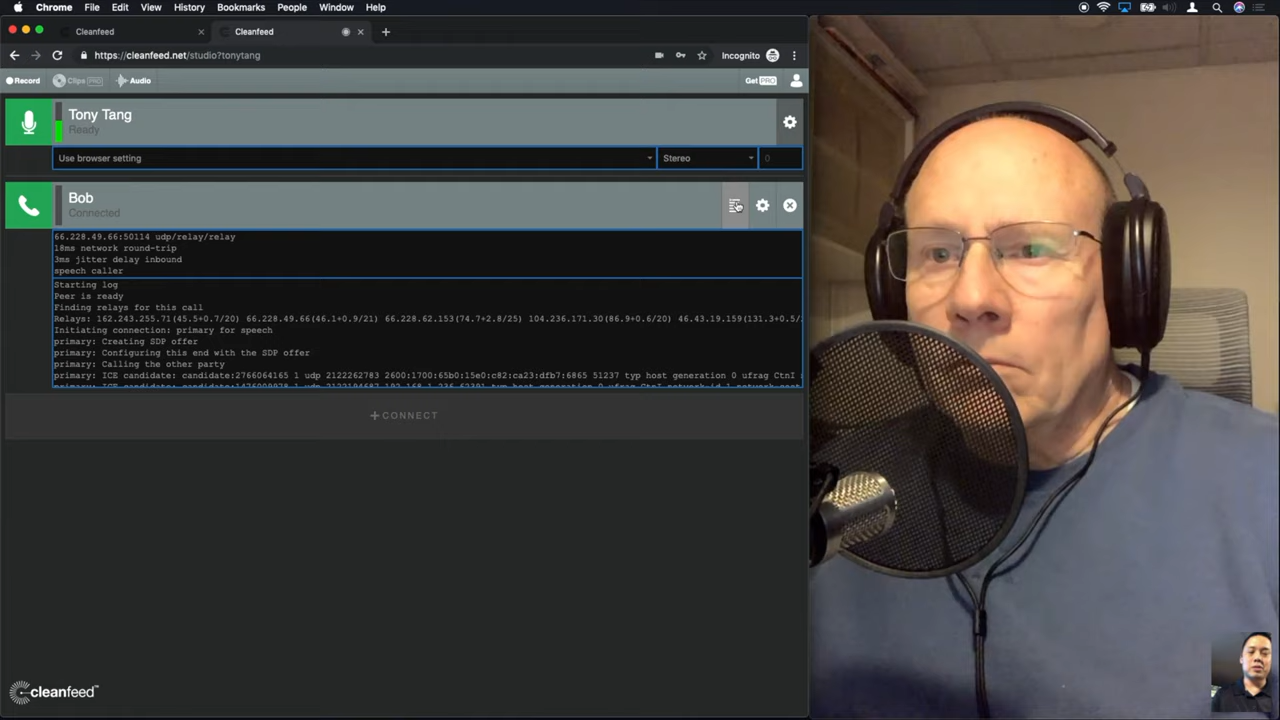 Chrome File Edit View History Bookmarks People Window Help
Cleanfeed
Cleanfeed
https://cleanfeed.net/studio?tonytang
Incognito
Record
Clips PRO
Audio
Get PRO
Tony Tang
Ready
Use browser setting
Stereo
0
Bob
Connected
66.228.49.66:50114 udp/relay/relay
18ms network round-trip
3ms jitter delay inbound
speech caller
Starting log
Peer is ready
Finding relays for this call
Relays: 162.243.255.71(45.5+0.7/20) 66.228.49.66(46.1+0.9/21) 66.228.62.153(74.7+2.8/25) 104.236.171.30(86.9+0.6/20) 46.43.19.159(131.3+0.5/
Initiating connection: primary for speech
primary: Creating SDP offer
primary: Configuring this end with the SDP offer
primary: Calling the other party
primary: ICE candidate: candidate:2766064165 1 udp 2122262783 2600:1700:65b0:15e0:c82:ca23:dfb7:6865 51237 typ host generation 0 ufrag CtnI
+ CONNECT
cleanfeed™